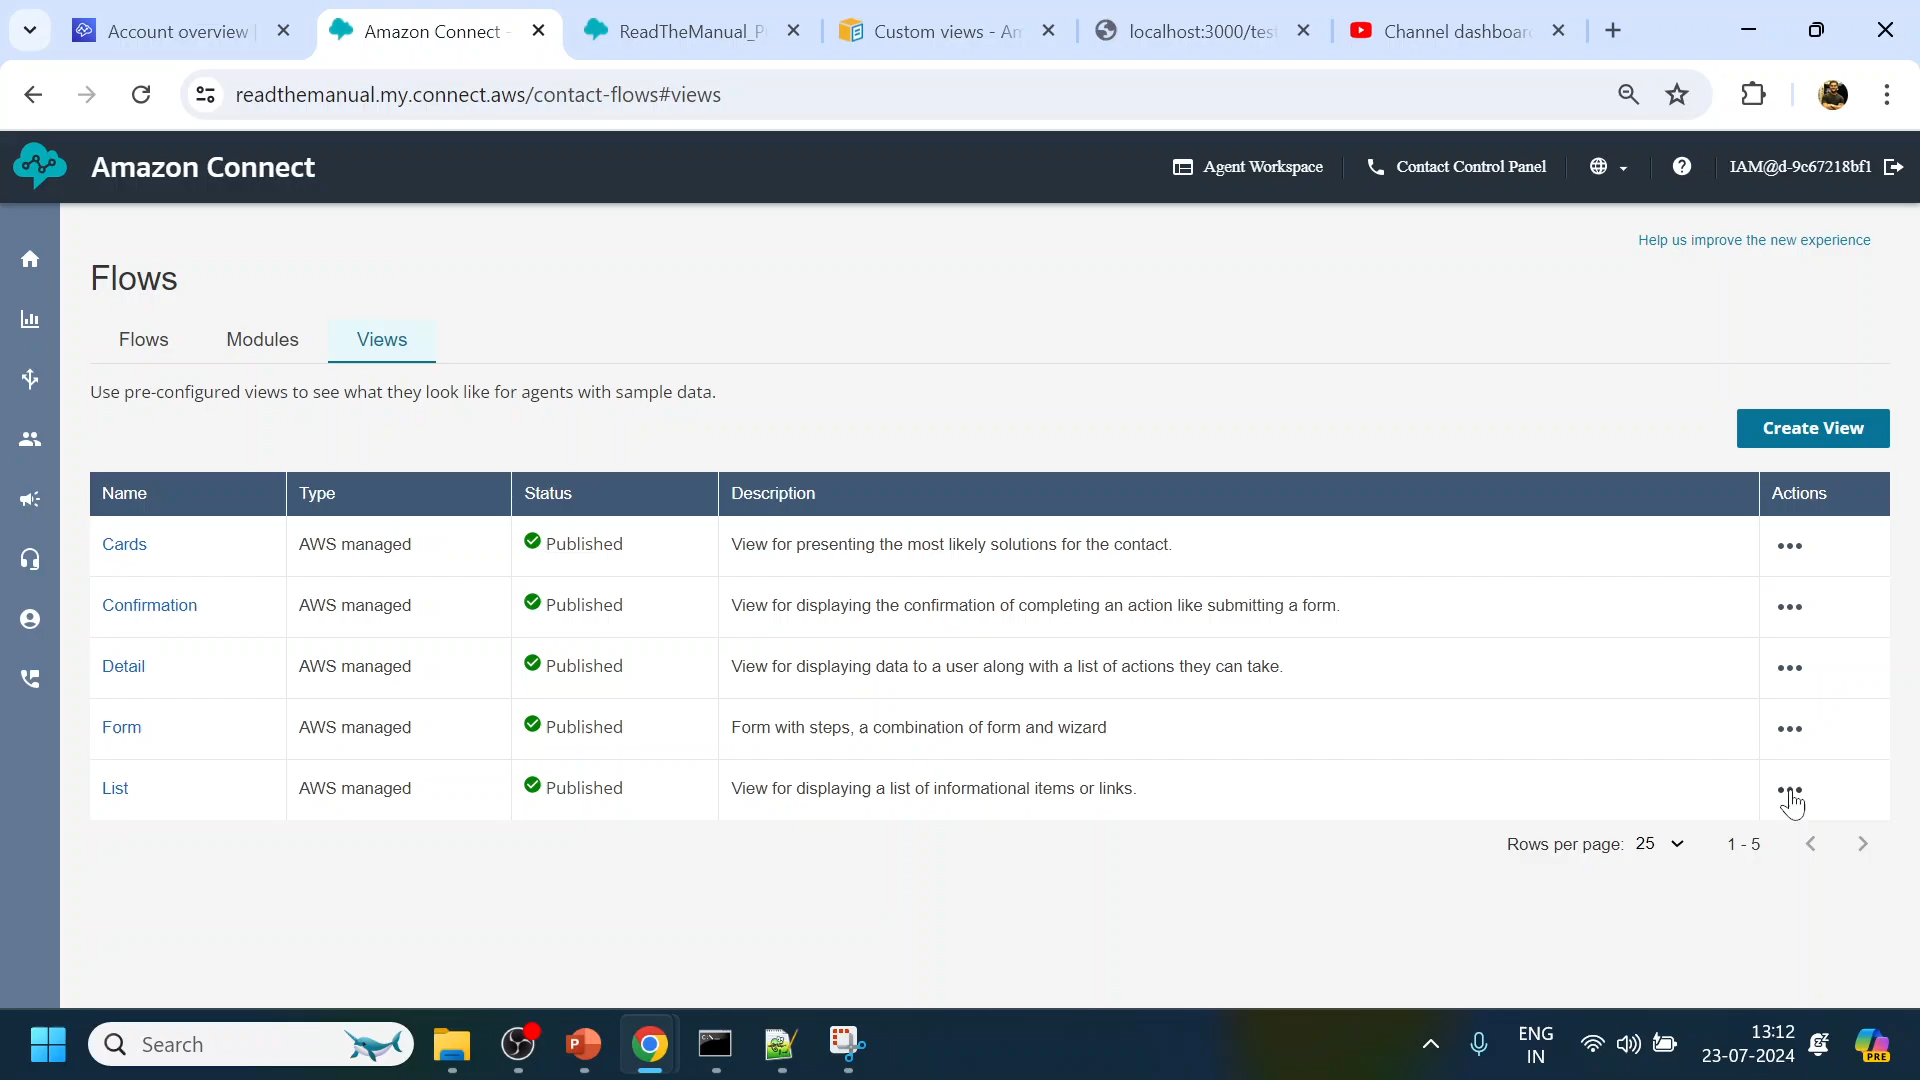 Account overview
Amazon Connect -
ReadTheManual_P
Custom views - Am
localhost:3000/test
Channel dashboard
readthemanual.my.connect.aws/contact-flows#views
Amazon Connect
Agent Workspace
Contact Control Panel
IAM@d-9c67218bf1
Help us improve the new experience
Flows
Flows Modules Views
Use pre-configured views to see what they look like for agents with sample data.
Create View
Name Type Status Description Actions
Cards AWS managed Published View for presenting the most likely solutions for the contact.
Confirmation AWS managed Published View for displaying the confirmation of completing an action like submitting a form.
Detail AWS managed Published View for displaying data to a user along with a list of actions they can take.
Form AWS managed Published Form with steps, a combination of form and wizard
List AWS managed Published View for displaying a list of informational items or links.
Rows per page: 25 1 - 5
Search
ENG
IN
13:12
23-07-2024
PRE